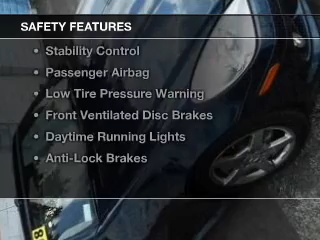 SAFETY FEATURES
• Stability Control
• Passenger Airbag
• Low Tire Pressure Warning
• Front Ventilated Disc Brakes
• Daytime Running Lights
• Anti-Lock Brakes
8